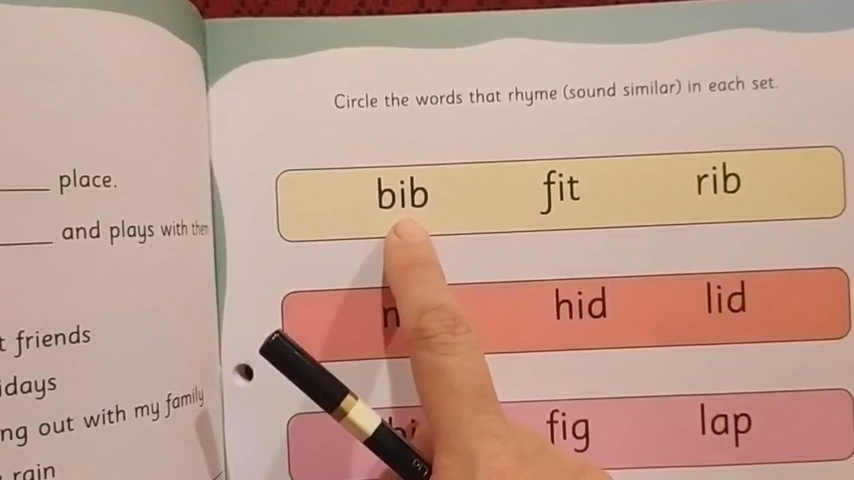 place.
and plays with them
friends
ng out with my family
rain
Circle the words that rhyme (sound similar) in each set.
bib fit rib
hid lid
fig lap